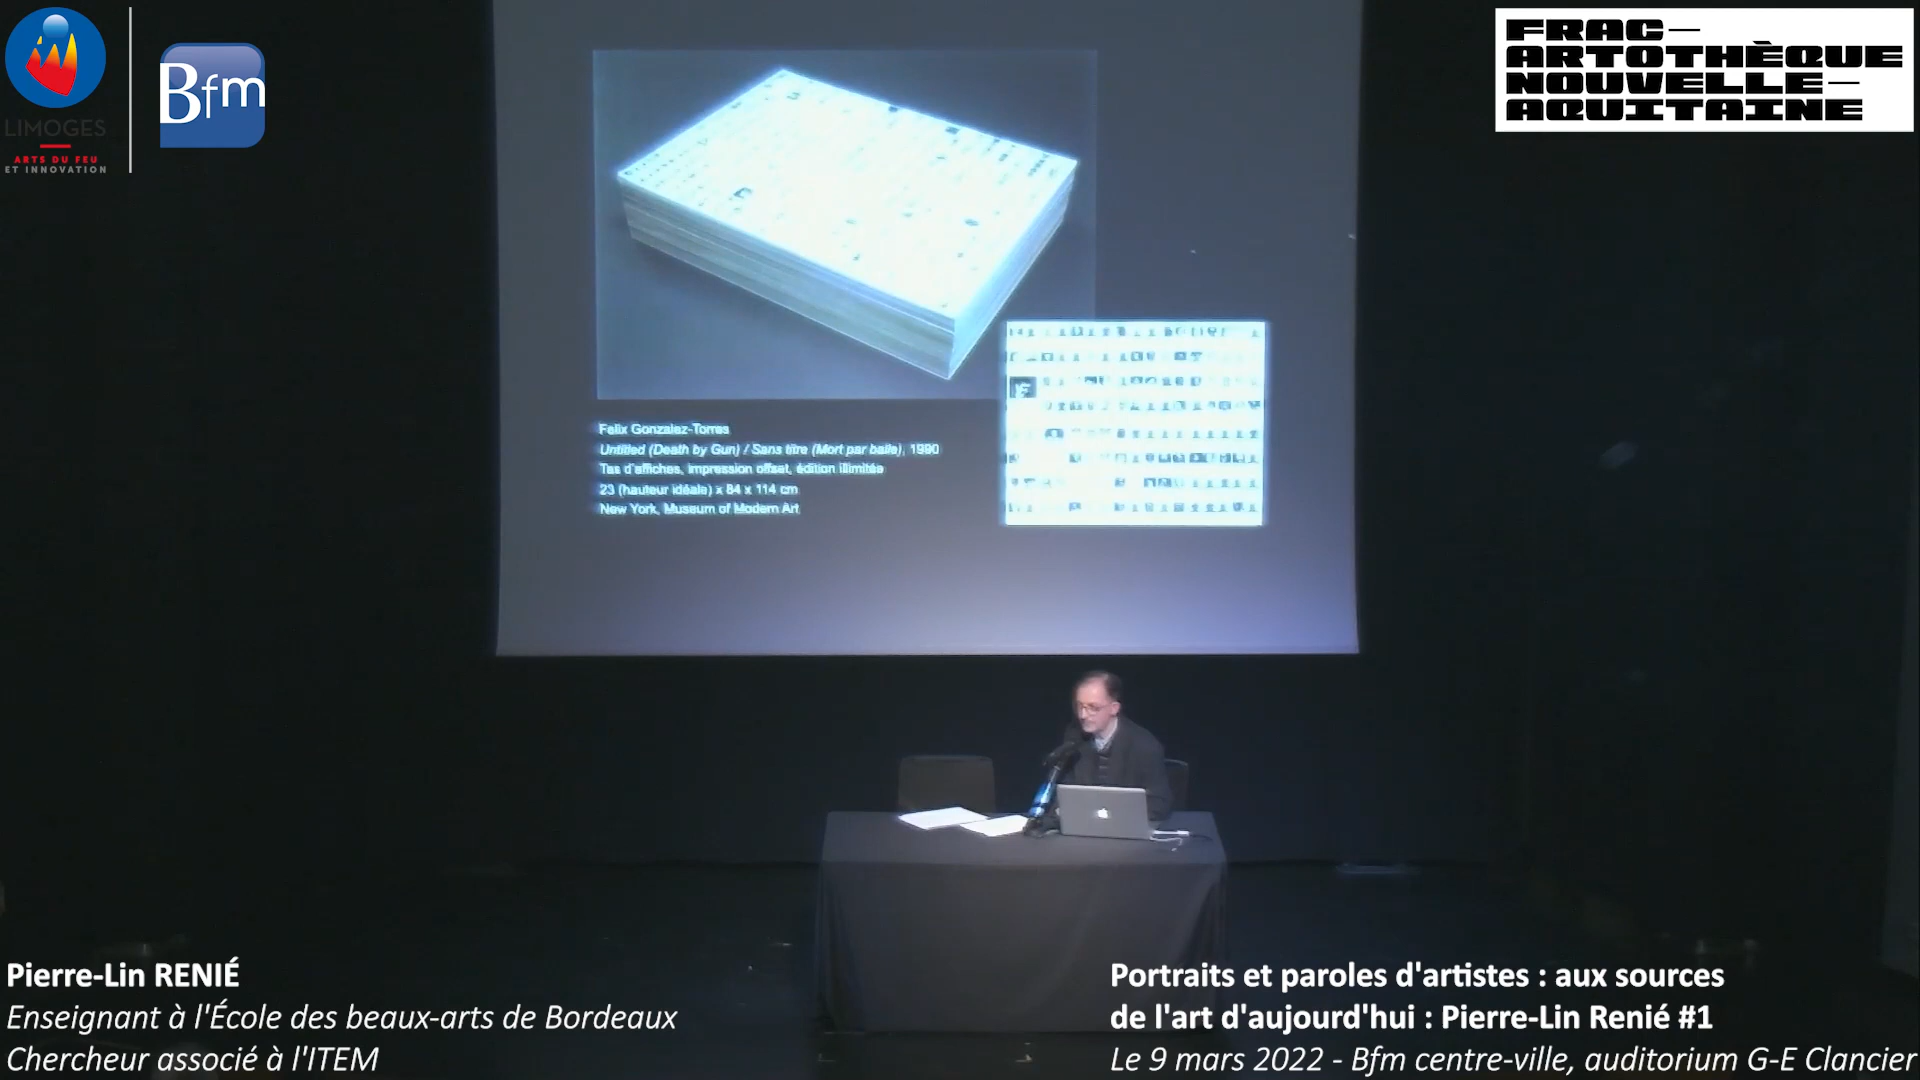 LIMOGES
ARTS DU FEU
ET INNOVATION
Bfm
FRAC—
ARTOTHÈQUE
NOUVELLE—
AQUITAINE
Felix Gonzalez-Torres
Untitled (Death by Gun) / Sans titre (Mort par balle), 1990
Tas d'affiches, impression offset, édition illimitée
23 (hauteur idéale) x 84 x 114 cm
New York, Museum of Modern Art
Pierre-Lin RENIÉ
Enseignant à l'École des beaux-arts de Bordeaux
Chercheur associé à l'ITEM
Portraits et paroles d'artistes : aux sources
de l'art d'aujourd'hui : Pierre-Lin Renié #1
Le 9 mars 2022 - Bfm centre-ville, auditorium G-E Clancier